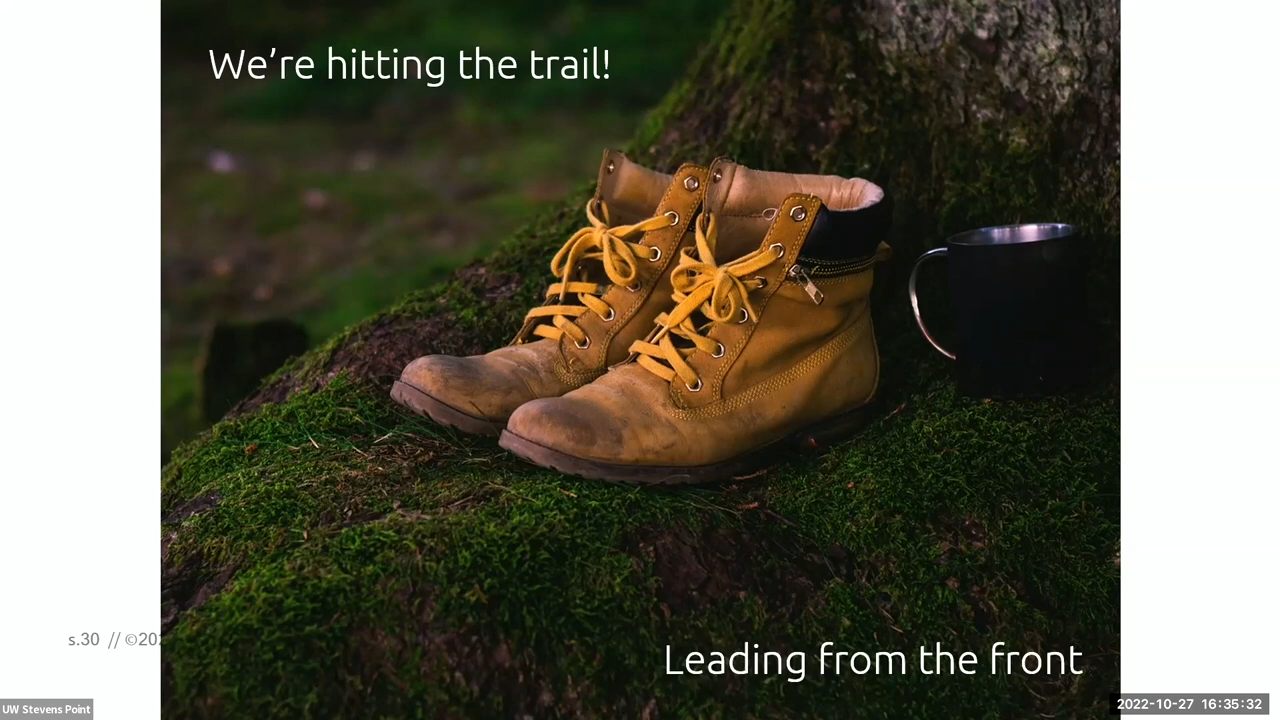 We're hitting the trail!
s.30 // ©202
Leading from the front
UW Stevens Point
2022-10-27 16:35:32